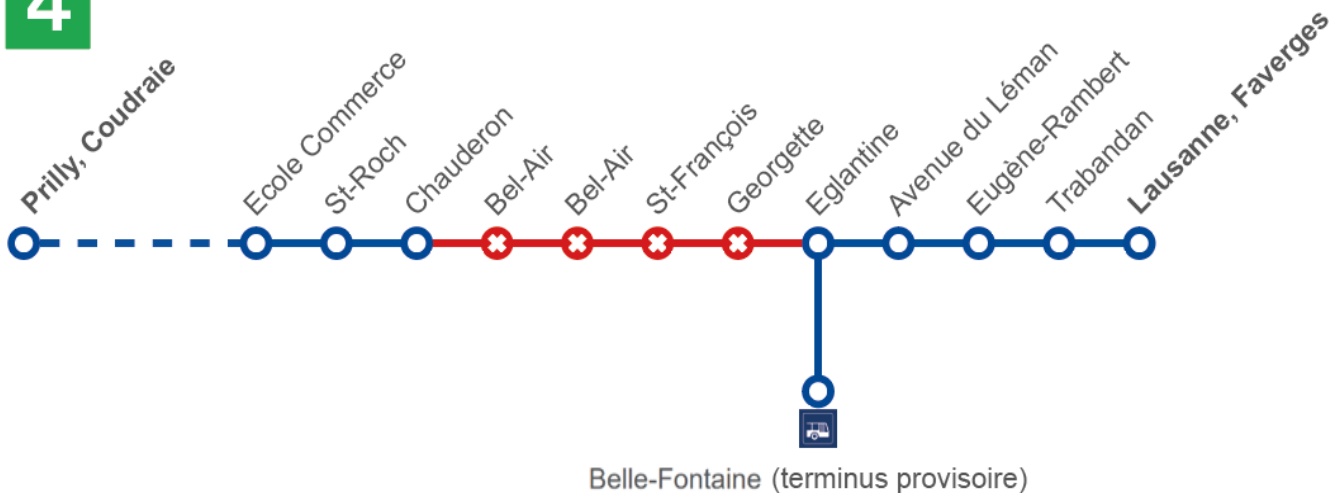 4
Prilly, Coudraie
Ecole Commerce
St-Roch
Chauderon
Bel-Air
Bel-Air
St-François
Georgette
Eglantine
Avenue du Léman
Eugène-Rambert
Trabandan
Lausanne, Faverges
Belle-Fontaine (terminus provisoire)